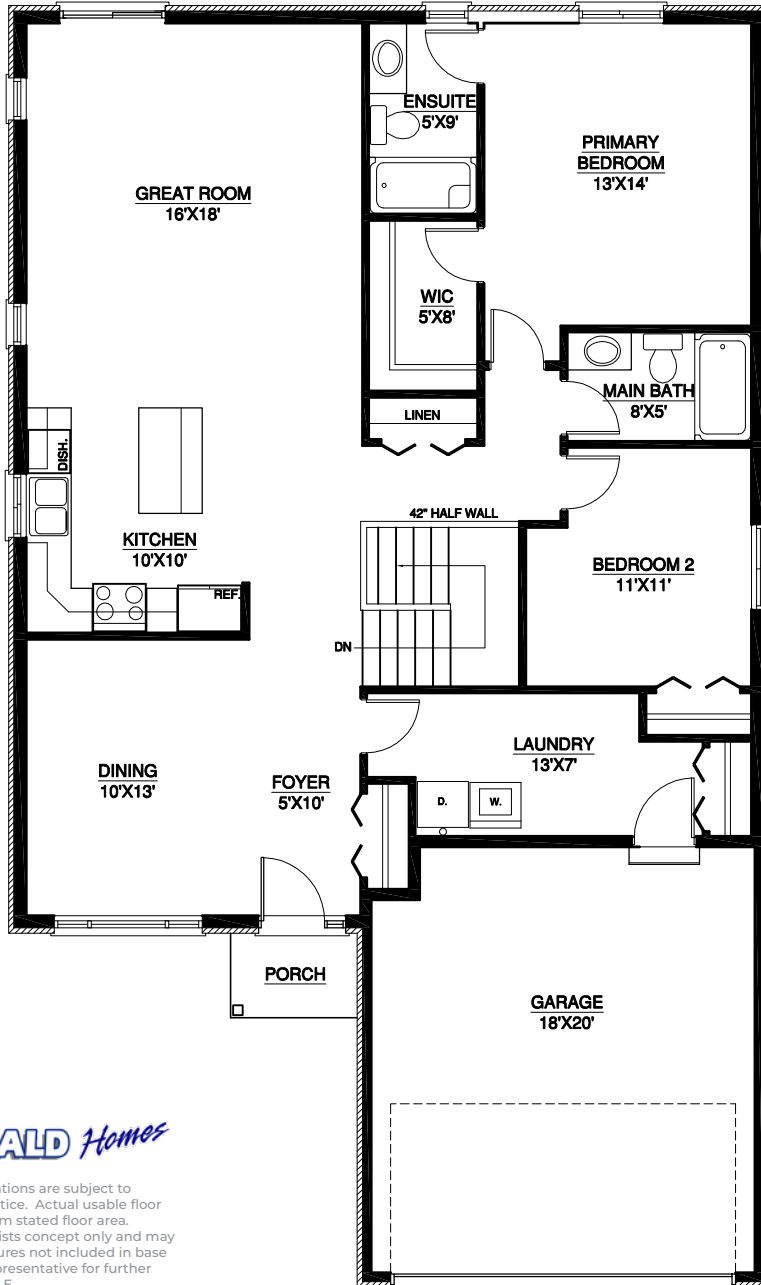 ENSUITE
5'X9'
PRIMARY
BEDROOM
13'X14'
GREAT ROOM
16'X18'
WIC
5'X8'
MAIN BATH
8'X5'
LINEN
DISH.
42" HALF WALL
KITCHEN
10'X10'
BEDROOM 2
11'X11'
REF.
DN
LAUNDRY
13'X7'
DINING
10'X13'
FOYER
5'X10'
D.
W.
PORCH
GARAGE
18'X20'
ALD Homes
ations are subject to
tice. Actual usable floor
m stated floor area.
ists concept only and may
ures not included in base
presentative for further